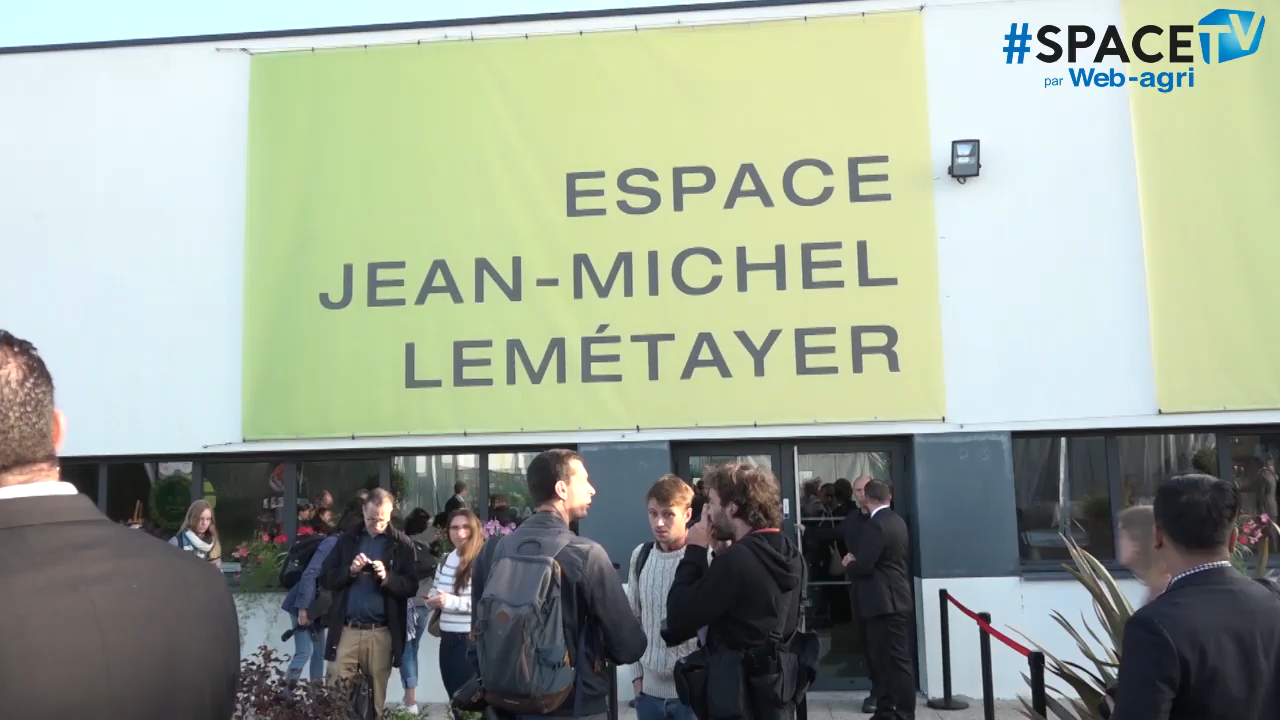 #SPACETV
par Web-agri
ESPACE
JEAN-MICHEL
LEMÉTAYER